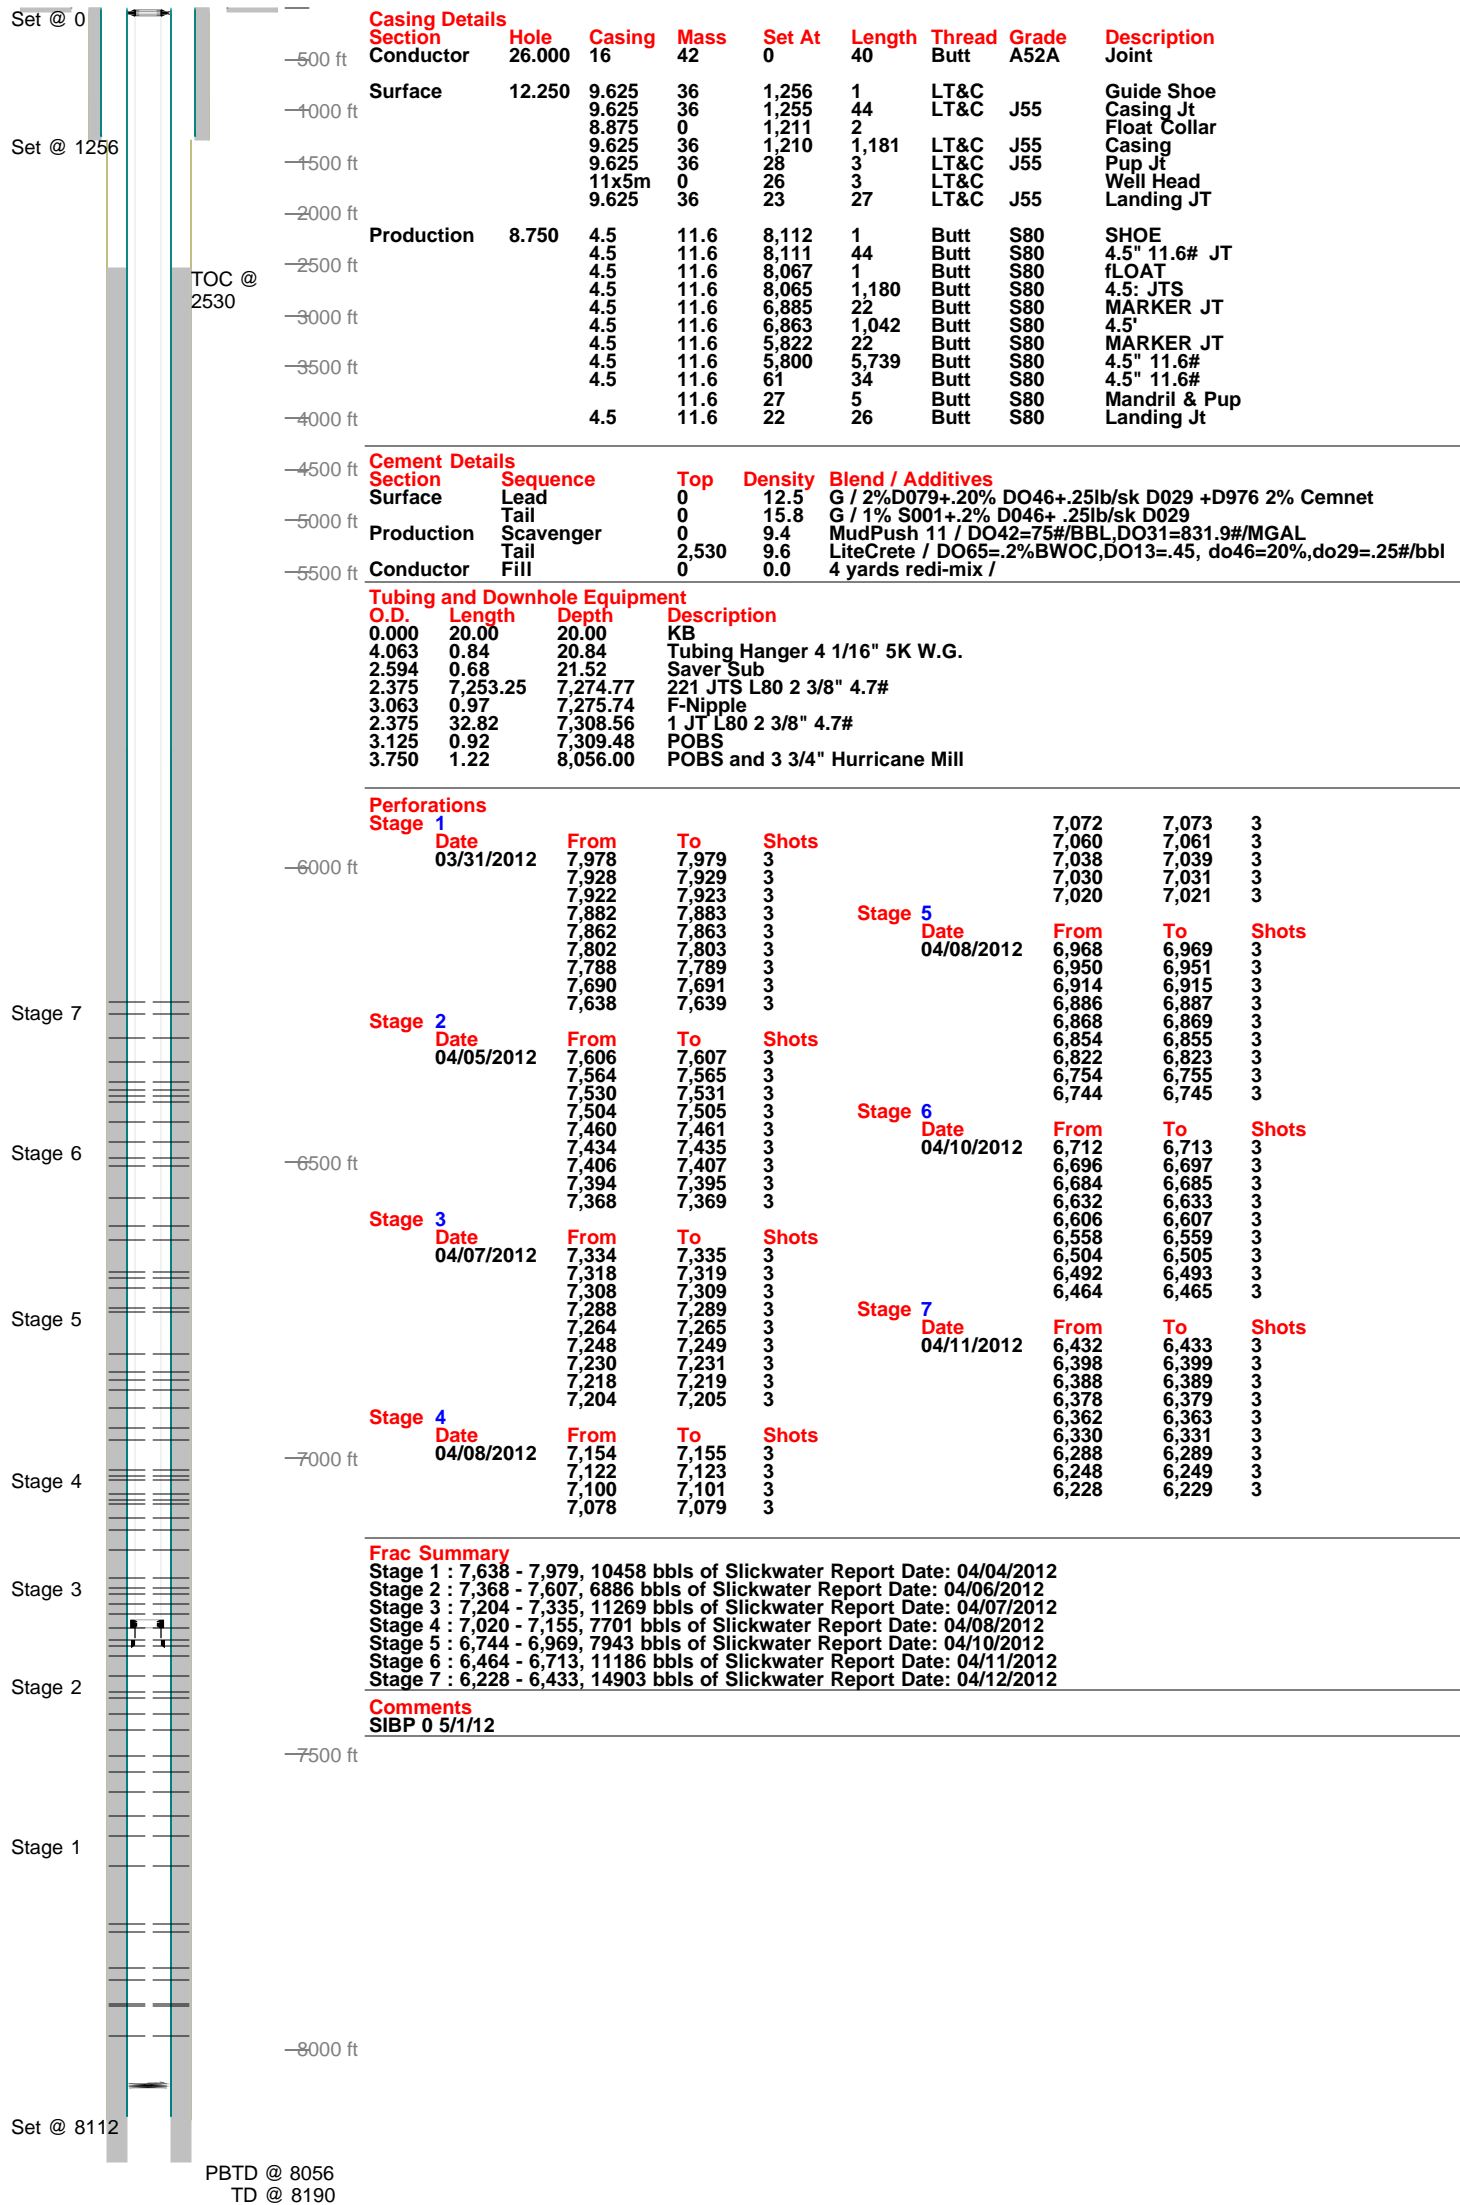 Set @ 0
Set @ 1256
TOC @
2530
Stage 7
Stage 6
Stage 5
Stage 4
Stage 3
Stage 2
Stage 1
Set @ 8112
PBTD @ 8056
TD @ 8190
500 ft
1000 ft
1500 ft
2000 ft
2500 ft
3000 ft
3500 ft
4000 ft
4500 ft
5000 ft
5500 ft
6000 ft
6500 ft
7000 ft
7500 ft
8000 ft
Casing Details
Section Hole Casing Mass Set At Length Thread Grade Description
Conductor 26.000 16 42 0 40 Butt A52A Joint
Surface 12.250 9.625 36 1,256 1 LT&C Guide Shoe
9.625 36 1,255 44 LT&C J55 Casing Jt
8.875 0 1,211 2 Float Collar
9.625 36 1,210 1,181 LT&C J55 Casing
9.625 36 28 3 LT&C J55 Pup Jt
11x5m 0 26 3 LT&C Well Head
9.625 36 23 27 LT&C J55 Landing JT
Production 8.750 4.5 11.6 8,112 1 Butt S80 SHOE
4.5 11.6 8,111 44 Butt S80 4.5" 11.6# JT
4.5 11.6 8,067 1 Butt S80 fLOAT
4.5 11.6 8,065 1,180 Butt S80 4.5: JTS
4.5 11.6 6,885 22 Butt S80 MARKER JT
4.5 11.6 6,863 1,042 Butt S80 4.5'
4.5 11.6 5,822 22 Butt S80 MARKER JT
4.5 11.6 5,800 5,739 Butt S80 4.5" 11.6#
4.5 11.6 61 34 Butt S80 4.5" 11.6#
11.6 27 5 Butt S80 Mandril & Pup
4.5 11.6 22 26 Butt S80 Landing Jt
Cement Details
Section Sequence Top Density Blend / Additives
Surface Lead 0 12.5 G / 2%D079+.20% DO46+.25lb/sk D029 +D976 2% Cemnet
Tail 0 15.8 G / 1% S001+.2% D046+ .25lb/sk D029
Production Scavenger 0 9.4 MudPush 11 / DO42=75#/BBL,DO31=831.9#/MGAL
Tail 2,530 9.6 LiteCrete / DO65=.2%BWOC,DO13=.45, do46=20%,do29=.25#/bbl
Conductor Fill 0 0.0 4 yards redi-mix /
Tubing and Downhole Equipment
O.D. Length Depth Description
0.000 20.00 20.00 KB
4.063 0.84 20.84 Tubing Hanger 4 1/16" 5K W.G.
2.594 0.68 21.52 Saver Sub
2.375 7,253.25 7,274.77 221 JTS L80 2 3/8" 4.7#
3.063 0.97 7,275.74 F-Nipple
2.375 32.82 7,308.56 1 JT L80 2 3/8" 4.7#
3.125 0.92 7,309.48 POBS
3.750 1.22 8,056.00 POBS and 3 3/4" Hurricane Mill
Perforations
Stage 1
Date From To Shots
03/31/2012 7,978 7,979 3
7,928 7,929 3
7,922 7,923 3
7,882 7,883 3
7,862 7,863 3
7,802 7,803 3
7,788 7,789 3
7,690 7,691 3
7,638 7,639 3
Stage 2
Date From To Shots
04/05/2012 7,606 7,607 3
7,564 7,565 3
7,530 7,531 3
7,504 7,505 3
7,460 7,461 3
7,434 7,435 3
7,406 7,407 3
7,394 7,395 3
7,368 7,369 3
Stage 3
Date From To Shots
04/07/2012 7,334 7,335 3
7,318 7,319 3
7,308 7,309 3
7,288 7,289 3
7,264 7,265 3
7,248 7,249 3
7,230 7,231 3
7,218 7,219 3
7,204 7,205 3
Stage 4
Date From To Shots
04/08/2012 7,154 7,155 3
7,122 7,123 3
7,100 7,101 3
7,078 7,079 3
7,072 7,073 3
7,060 7,061 3
7,038 7,039 3
7,030 7,031 3
7,020 7,021 3
Stage 5
Date From To Shots
04/08/2012 6,968 6,969 3
6,950 6,951 3
6,914 6,915 3
6,886 6,887 3
6,868 6,869 3
6,854 6,855 3
6,822 6,823 3
6,754 6,755 3
6,744 6,745 3
Stage 6
Date From To Shots
04/10/2012 6,712 6,713 3
6,696 6,697 3
6,684 6,685 3
6,632 6,633 3
6,606 6,607 3
6,558 6,559 3
6,504 6,505 3
6,492 6,493 3
6,464 6,465 3
Stage 7
Date From To Shots
04/11/2012 6,432 6,433 3
6,398 6,399 3
6,388 6,389 3
6,378 6,379 3
6,362 6,363 3
6,330 6,331 3
6,288 6,289 3
6,248 6,249 3
6,228 6,229 3
Frac Summary
Stage 1 : 7,638 - 7,979, 10458 bbls of Slickwater Report Date: 04/04/2012
Stage 2 : 7,368 - 7,607, 6886 bbls of Slickwater Report Date: 04/06/2012
Stage 3 : 7,204 - 7,335, 11269 bbls of Slickwater Report Date: 04/07/2012
Stage 4 : 7,020 - 7,155, 7701 bbls of Slickwater Report Date: 04/08/2012
Stage 5 : 6,744 - 6,969, 7943 bbls of Slickwater Report Date: 04/10/2012
Stage 6 : 6,464 - 6,713, 11186 bbls of Slickwater Report Date: 04/11/2012
Stage 7 : 6,228 - 6,433, 14903 bbls of Slickwater Report Date: 04/12/2012
Comments
SIBP 0 5/1/12